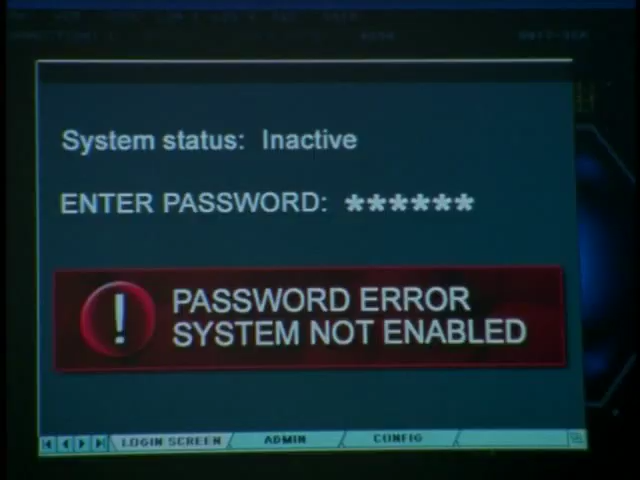 System status: Inactive
ENTER PASSWORD: ******
!
PASSWORD ERROR
SYSTEM NOT ENABLED
LOGIN SCREEN ADMIN CONFIG